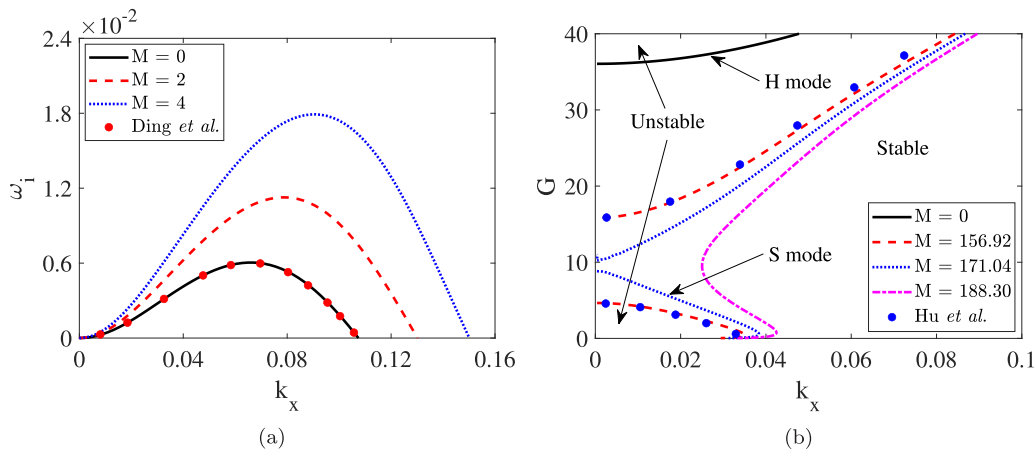 ×10⁻²
2.4
1.8
1.2
0.6
0
ω_i
M = 0
M = 2
M = 4
Ding et al.
0 0.04 0.08 0.12 0.16
k_x
(a)
40
30
20
10
0
G
H mode
Unstable
Stable
S mode
M = 0
M = 156.92
M = 171.04
M = 188.30
Hu et al.
0 0.02 0.04 0.06 0.08 0.1
k_x
(b)